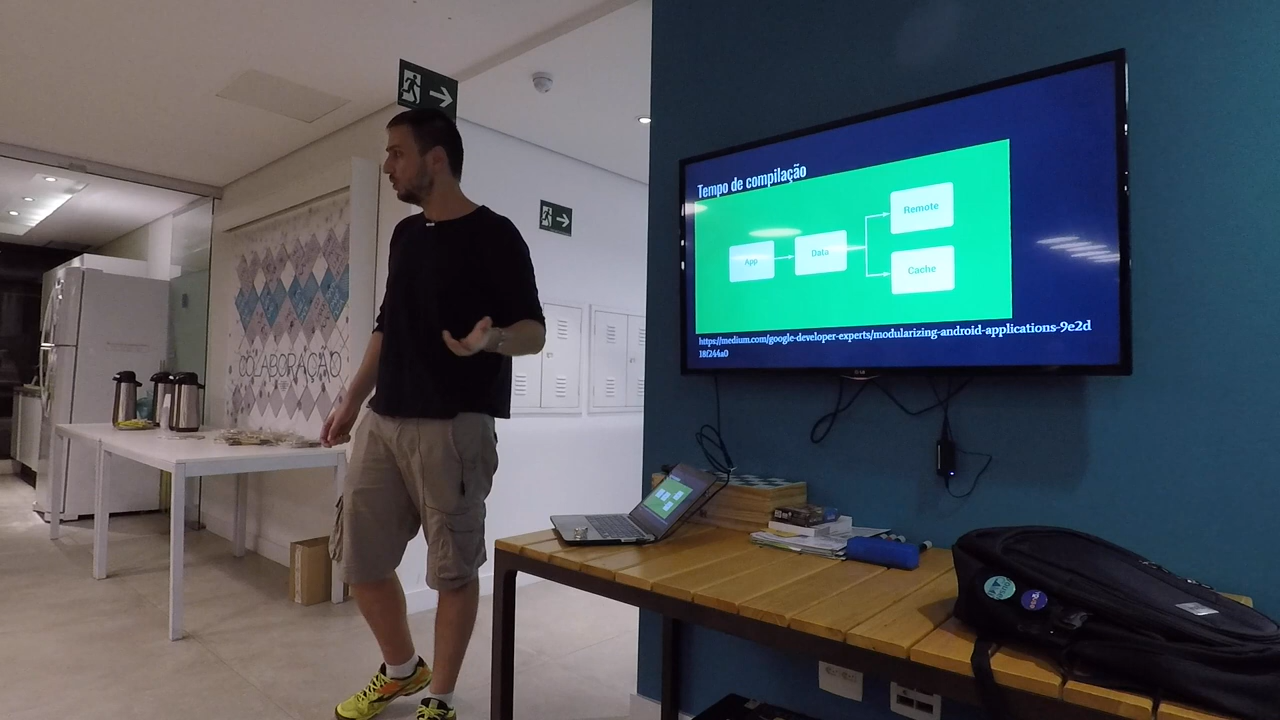 Tempo de compilação
App
Data
Remote
Cache
https://medium.com/google-developer-experts/modularizing-android-applications-9e2d
18f244a0
COLABORAÇÃO
LG